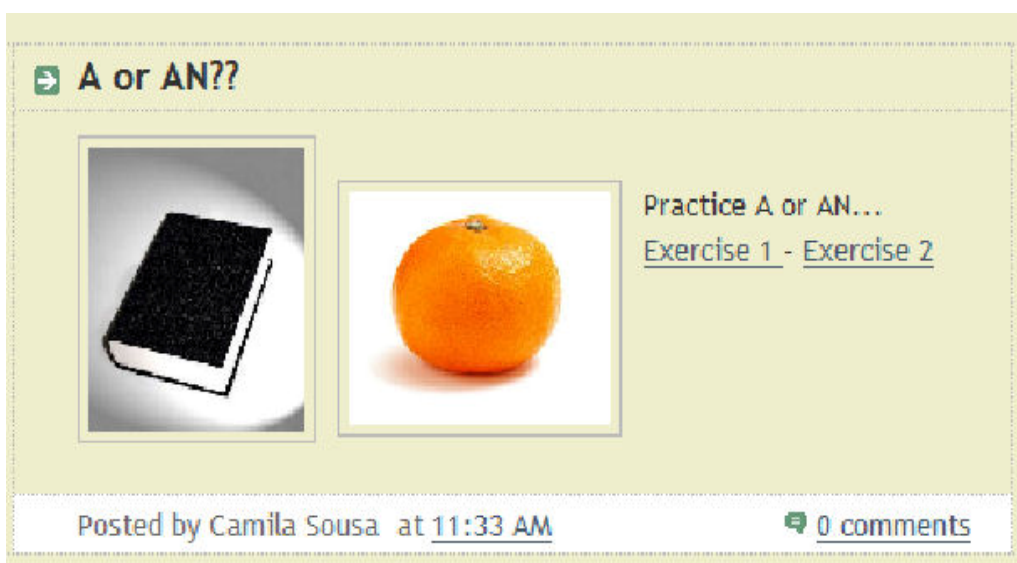 A or AN??
Practice A or AN...
Exercise 1 - Exercise 2
Posted by Camila Sousa at 11:33 AM
0 comments